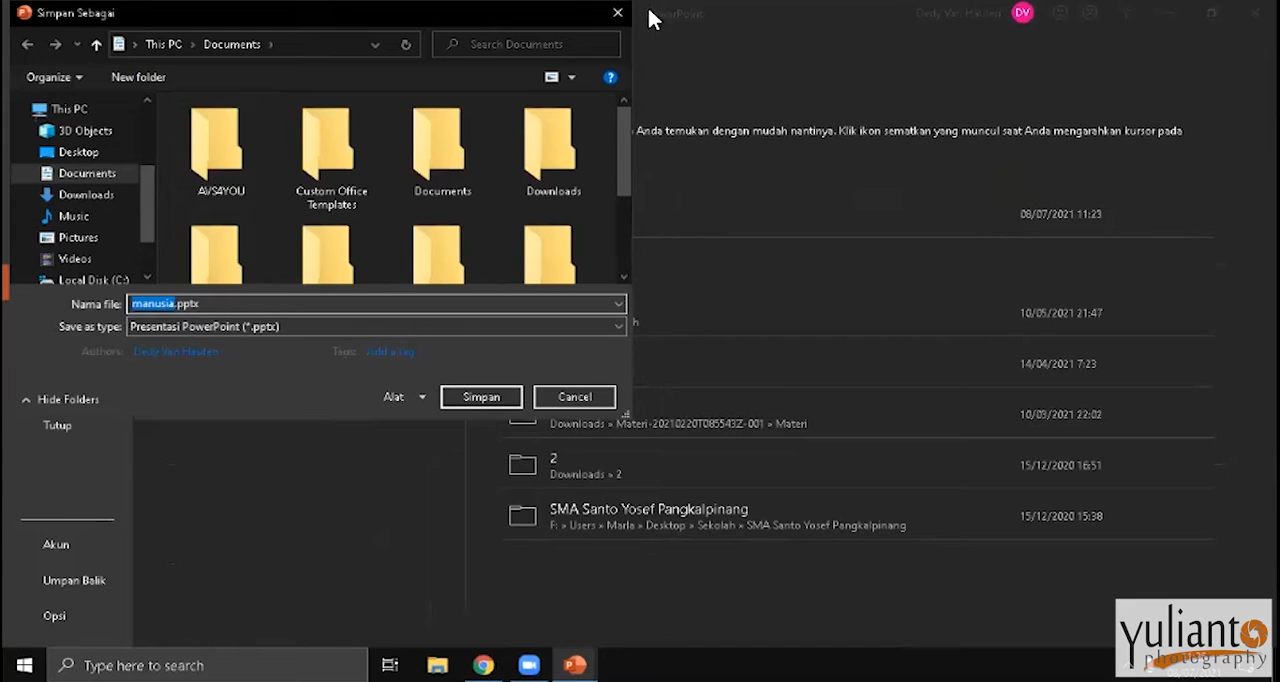 Simpan Sebagai
PowerPoint
Dedy Van Hauten
DV
This PC
Documents
Search Documents
Organize
New folder
?
This PC
3D Objects
Desktop
Documents
Downloads
Music
Pictures
Videos
Local Disk (C:)
AVS4YOU
Custom Office
Templates
Documents
Downloads
Anda temukan dengan mudah nantinya. Klik ikon sematkan yang muncul saat Anda mengarahkan kursor pada
08/07/2021 11:23
Nama file:
manusia.pptx
Save as type:
Presentasi PowerPoint (*.pptx)
10/05/2021 21:47
Authors:
Dedy Van Hauten
Tags:
Add a tag
14/04/2021 7:23
Alat
Simpan
Cancel
Hide Folders
10/03/2021 22:02
Downloads » Materi-20210220T085543Z-001 » Materi
Tutup
2
Downloads » 2
15/12/2020 16:51
SMA Santo Yosef Pangkalpinang
F: » Users » Marla » Desktop » Sekolah » SMA Santo Yosef Pangkalpinang
15/12/2020 15:38
Akun
Umpan Balik
Opsi
Type here to search
yulianto
photography